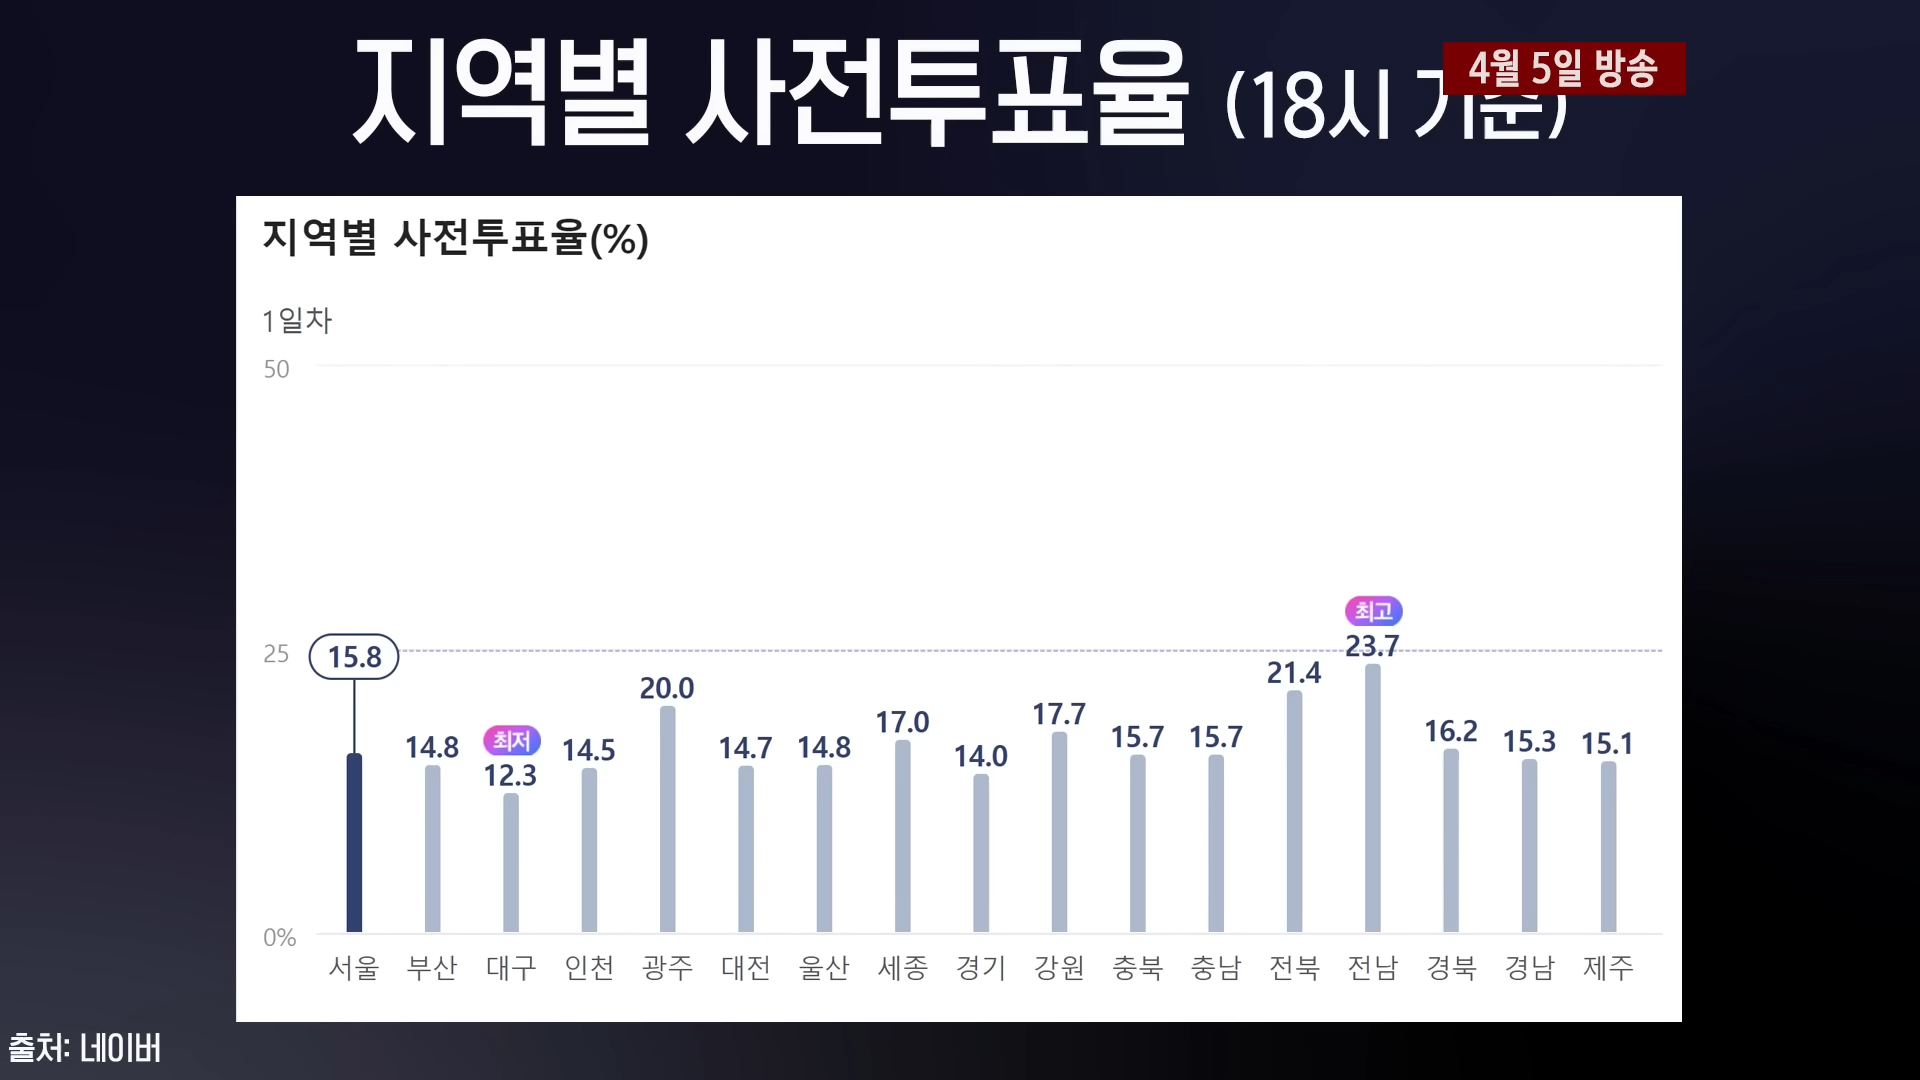 지역별 사전투표율 (18시 기준)
4월 5일 방송
지역별 사전투표율(%)
1일차
50
25
0%
15.8
14.8
최저
12.3
14.5
20.0
14.7
14.8
17.0
14.0
17.7
15.7
15.7
21.4
최고
23.7
16.2
15.3
15.1
서울 부산 대구 인천 광주 대전 울산 세종 경기 강원 충북 충남 전북 전남 경북 경남 제주
출처: 네이버